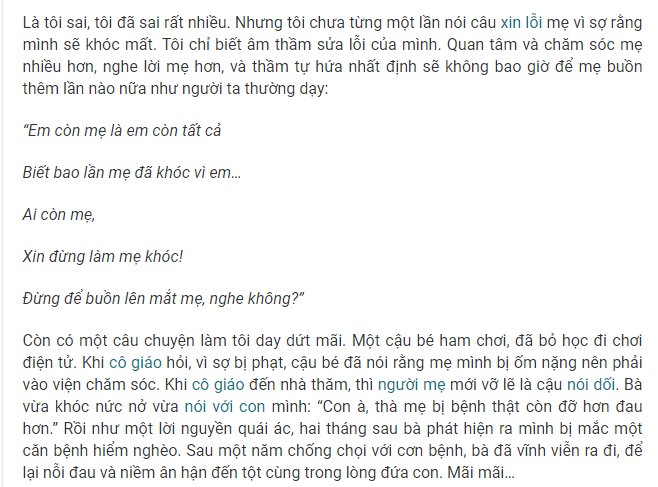 Là tôi sai, tôi đã sai rất nhiều. Nhưng tôi chưa từng một lần nói câu xin lỗi mẹ vì sợ rằng
mình sẽ khóc mất. Tôi chỉ biết âm thầm sửa lỗi của mình. Quan tâm và chăm sóc mẹ
nhiều hơn, nghe lời mẹ hơn, và thầm tự hứa nhất định sẽ không bao giờ để mẹ buồn
thêm lần nào nữa như người ta thường dạy:
“Em còn mẹ là em còn tất cả
Biết bao lần mẹ đã khóc vì em…
Ai còn mẹ,
Xin đừng làm mẹ khóc!
Đừng để buồn lên mắt mẹ, nghe không?”
Còn có một câu chuyện làm tôi day dứt mãi. Một cậu bé ham chơi, đã bỏ học đi chơi
điện tử. Khi cô giáo hỏi, vì sợ bị phạt, cậu bé đã nói rằng mẹ mình bị ốm nặng nên phải
vào viện chăm sóc. Khi cô giáo đến nhà thăm, thì người mẹ mới vỡ lẽ là cậu nói dối. Bà
vừa khóc nức nở vừa nói với con mình: “Con à, thà mẹ bị bệnh thật còn đỡ hơn đau
hơn.” Rồi như một lời nguyền quái ác, hai tháng sau bà phát hiện ra mình bị mắc một
căn bệnh hiểm nghèo. Sau một năm chống chọi với cơn bệnh, bà đã vĩnh viễn ra đi, để
lại nỗi đau và niềm ân hận đến tột cùng trong lòng đứa con. Mãi mãi…